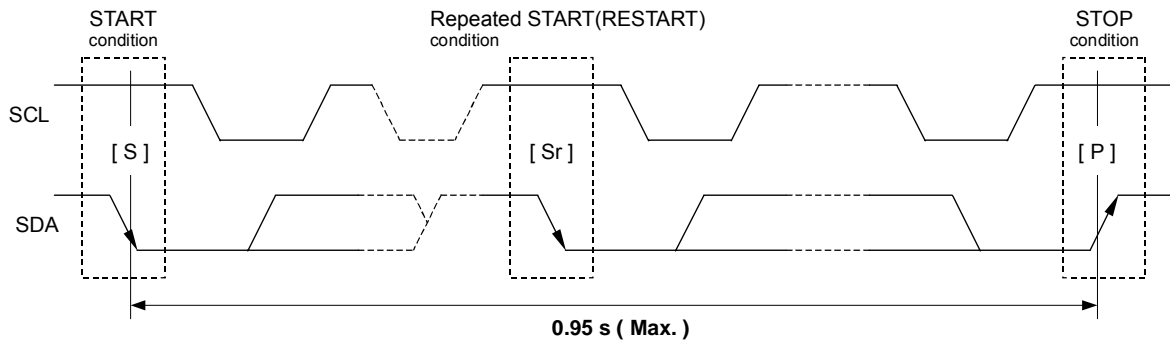 START
condition
Repeated START(RESTART)
condition
STOP
condition
SCL
[ S ]
[ Sr ]
[ P ]
SDA
0.95 s ( Max. )